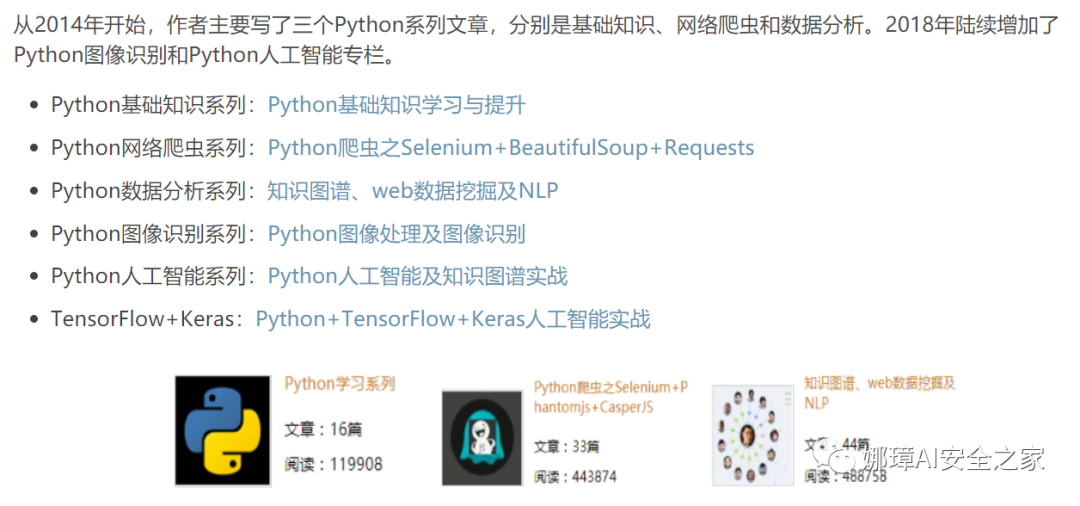 从2014年开始，作者主要写了三个Python系列文章，分别是基础知识、网络爬虫和数据分析。2018年陆续增加了
Python图像识别和Python人工智能专栏。
Python基础知识系列：Python基础知识学习与提升
Python网络爬虫系列：Python爬虫之Selenium+BeautifulSoup+Requests
Python数据分析系列：知识图谱、web数据挖掘及NLP
Python图像识别系列：Python图像处理及图像识别
Python人工智能系列：Python人工智能及知识图谱实战
TensorFlow+Keras：Python+TensorFlow+Keras人工智能实战
Python学习系列
文章：16篇
阅读：119908
Python爬虫之Selenium+P
hantomjs+CasperJS
文章：33篇
阅读：443874
知识图谱、web数据挖掘及
NLP
文章：44篇
阅读：488758
娜璋AI安全之家